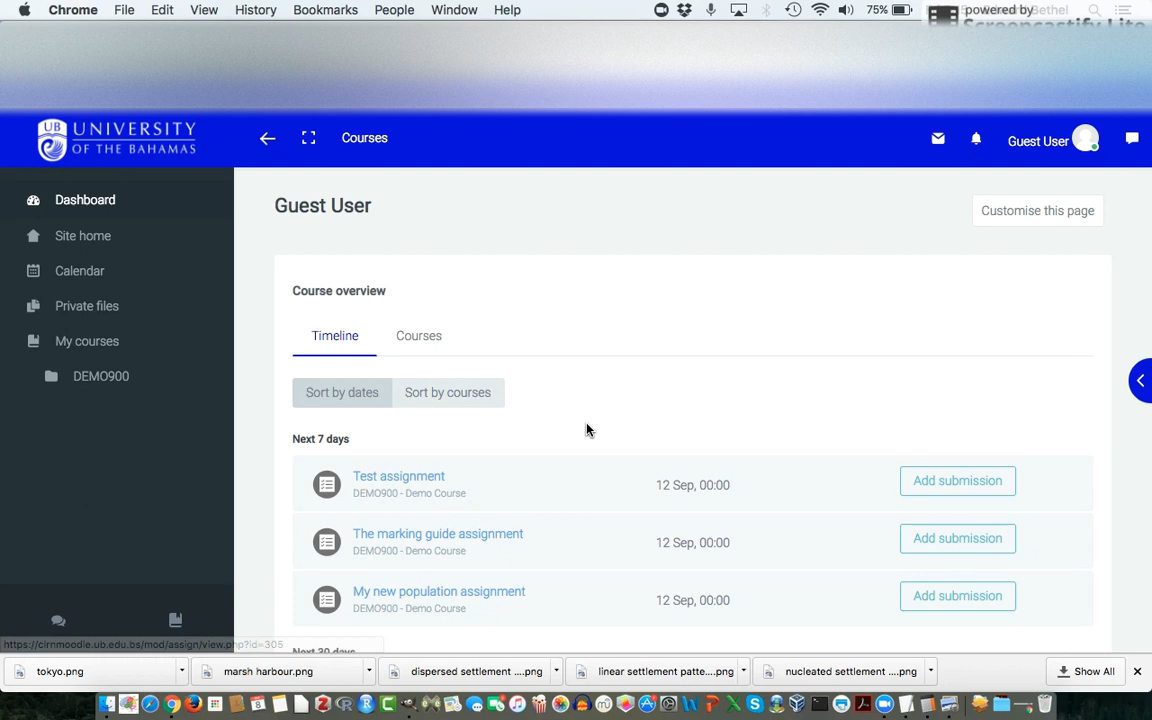 Chrome File Edit View History Bookmarks People Window Help 75% Bethel
powered by
Screencastify Lite
UB UNIVERSITY
OF THE BAHAMAS
Courses
Guest User
Dashboard
Site home
Calendar
Private files
My courses
DEMO900
Guest User
Customise this page
Course overview
Timeline Courses
Sort by dates Sort by courses
Next 7 days
Test assignment
DEMO900 - Demo Course
12 Sep, 00:00
Add submission
The marking guide assignment
DEMO900 - Demo Course
12 Sep, 00:00
Add submission
My new population assignment
DEMO900 - Demo Course
12 Sep, 00:00
Add submission
Next 30 days
https://cirnmoodle.ub.edu.bs/mod/assign/view.php?id=305
tokyo.png marsh harbour.png dispersed settlement ....png linear settlement patte....png nucleated settlement ....png Show All